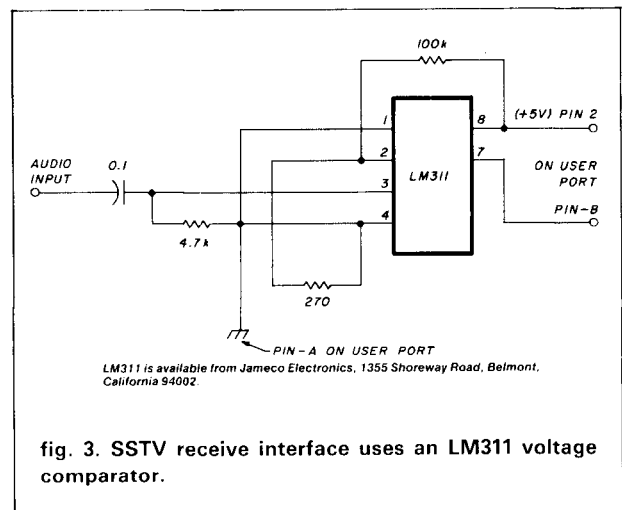 100k
1
8
(+5V) PIN 2
AUDIO
INPUT
0.1
2
LM311
7
ON USER
PORT
3
4
PIN-B
4.7k
270
PIN-A ON USER PORT
LM311 is available from Jameco Electronics, 1355 Shoreway Road, Belmont,
California 94002.
fig. 3. SSTV receive interface uses an LM311 voltage
comparator.